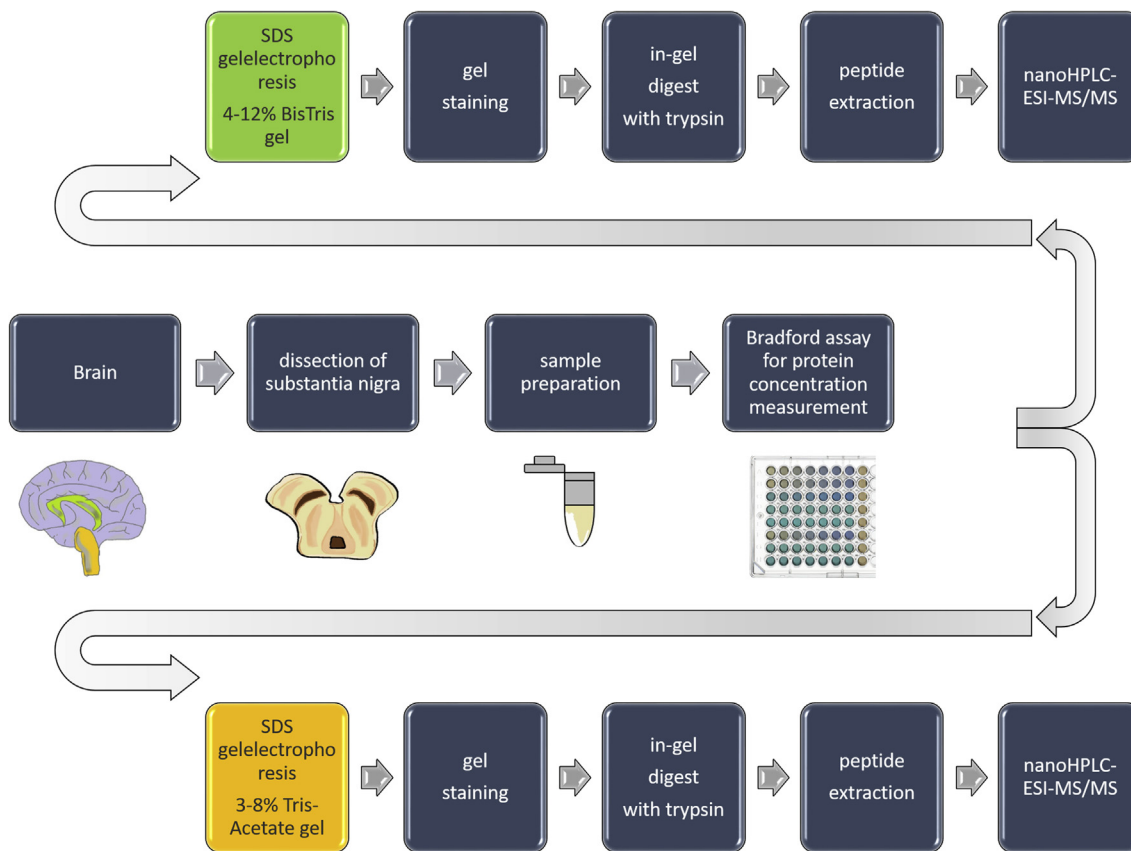 SDS
gelelectropho
resis
4-12% BisTris
gel
gel
staining
in-gel
digest
with trypsin
peptide
extraction
nanoHPLC-
ESI-MS/MS
Brain
dissection of
substantia nigra
sample
preparation
Bradford assay
for protein
concentration
measurement
SDS
gelelectropho
resis
3-8% Tris-
Acetate gel
gel
staining
in-gel
digest
with trypsin
peptide
extraction
nanoHPLC-
ESI-MS/MS